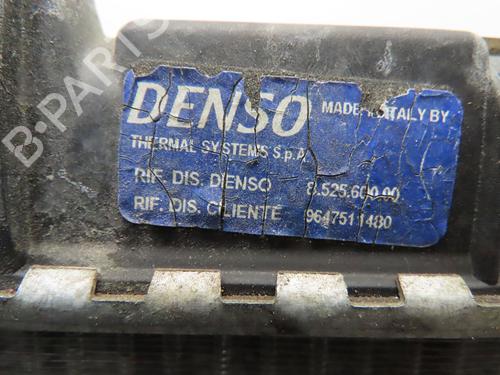 B-PARTS
DENSO MADE IN ITALY BY
THERMAL SYSTEMS S.p.A
RIF. DIS. DENSO 8.525.600.00
RIF. DIS. CLIENTE 9647511480